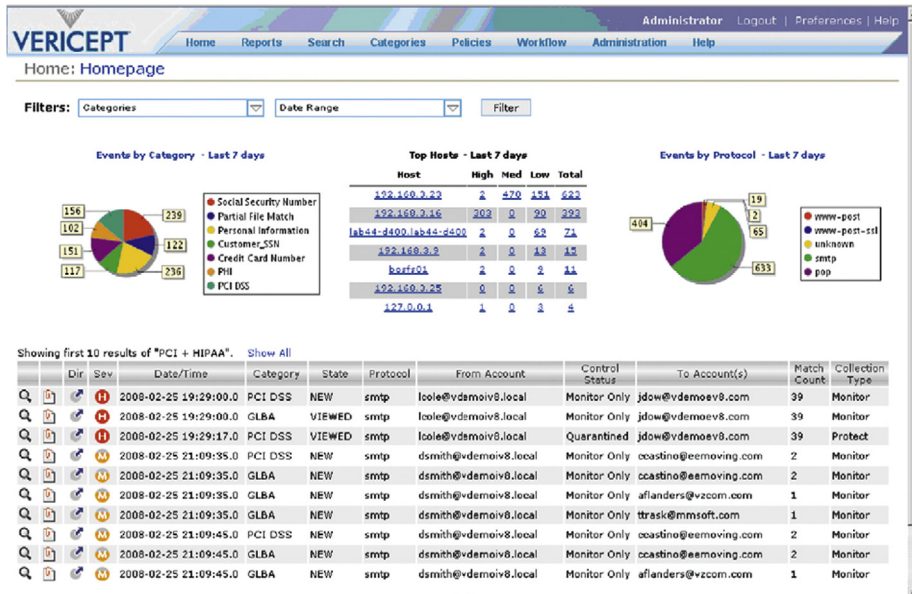 Administrator Logout | Preferences | Help
VERICEPT
Home Reports Search Categories Policies Workflow Administration Help
Home: Homepage
Filters: Categories Date Range Filter
Events by Category - Last 7 days
156
102
151
117
239
122
236
Social Security Number
Partial File Match
Personal Information
Customer_SSN
Credit Card Number
PHI
PCI DSS
Top Hosts - Last 7 days
Host High Med Low Total
192.168.3.23 2 470 151 623
192.168.3.16 303 0 90 393
lab44-d400.lab44-d400 2 0 69 71
192.168.3.9 2 0 13 15
bosfs01 2 0 9 11
192.168.3.25 0 0 6 6
127.0.0.1 1 0 3 4
Events by Protocol - Last 7 days
404
19
2
65
633
www-post
www-post-ssl
unknown
smtp
pop
Showing first 10 results of "PCI + HIPAA". Show All
Dir Sev Date/Time Category State Protocol From Account Control Status To Account(s) Match Count Collection Type
H 2008-02-25 19:29:00.0 PCI DSS NEW smtp lcole@vdemoiv8.local Monitor Only jdow@vdemoev8.com 39 Monitor
H 2008-02-25 19:29:00.0 GLBA VIEWED smtp lcole@vdemoiv8.local Monitor Only jdow@vdemoev8.com 39 Monitor
H 2008-02-25 19:29:17.0 PCI DSS VIEWED smtp lcole@vdemoiv8.local Quarantined jdow@vdemoev8.com 39 Protect
M 2008-02-25 21:09:35.0 PCI DSS NEW smtp dsmith@vdemoiv8.local Monitor Only ccastino@eemoving.com 2 Monitor
M 2008-02-25 21:09:35.0 GLBA NEW smtp dsmith@vdemoiv8.local Monitor Only ccastino@eemoving.com 2 Monitor
M 2008-02-25 21:09:35.0 GLBA NEW smtp dsmith@vdemoiv8.local Monitor Only aflanders@vzcom.com 1 Monitor
M 2008-02-25 21:09:35.0 GLBA NEW smtp dsmith@vdemoiv8.local Monitor Only ttrask@mmsoft.com 1 Monitor
M 2008-02-25 21:09:45.0 PCI DSS NEW smtp dsmith@vdemoiv8.local Monitor Only ccastino@eemoving.com 2 Monitor
M 2008-02-25 21:09:45.0 GLBA NEW smtp dsmith@vdemoiv8.local Monitor Only ccastino@eemoving.com 2 Monitor
M 2008-02-25 21:09:45.0 GLBA NEW smtp dsmith@vdemoiv8.local Monitor Only aflanders@vzcom.com 1 Monitor